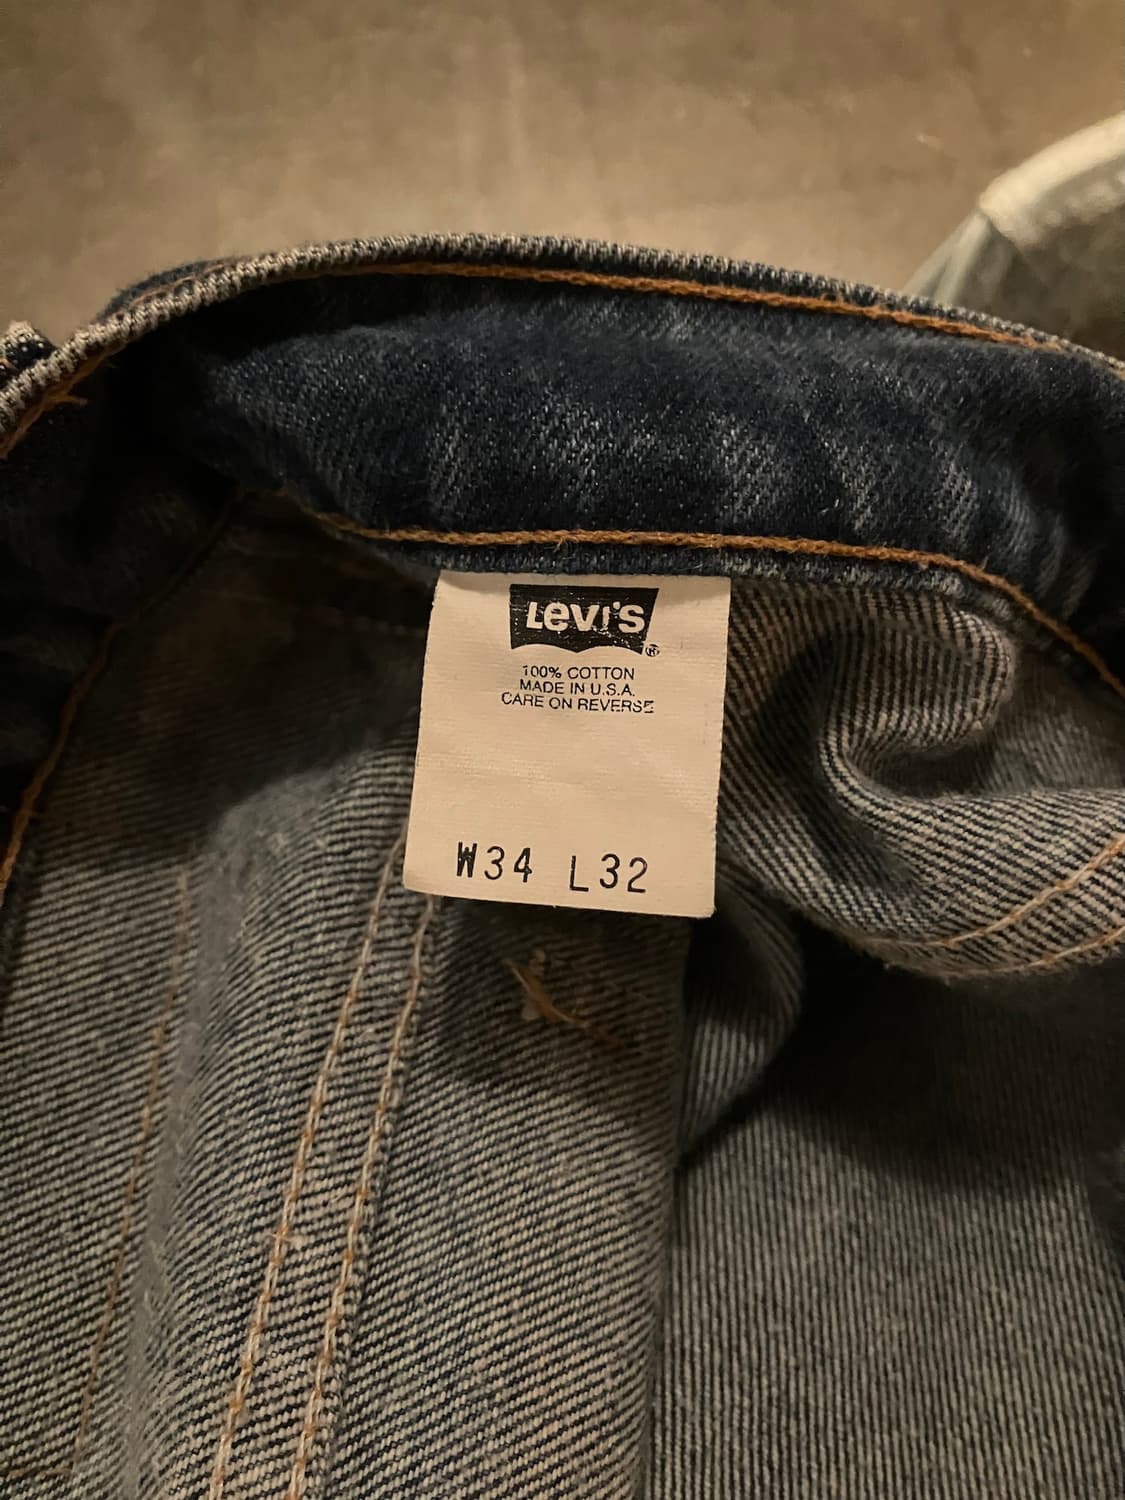 LEVI'S ®
100% COTTON
MADE IN U.S.A.
CARE ON REVERSE
W34 L32